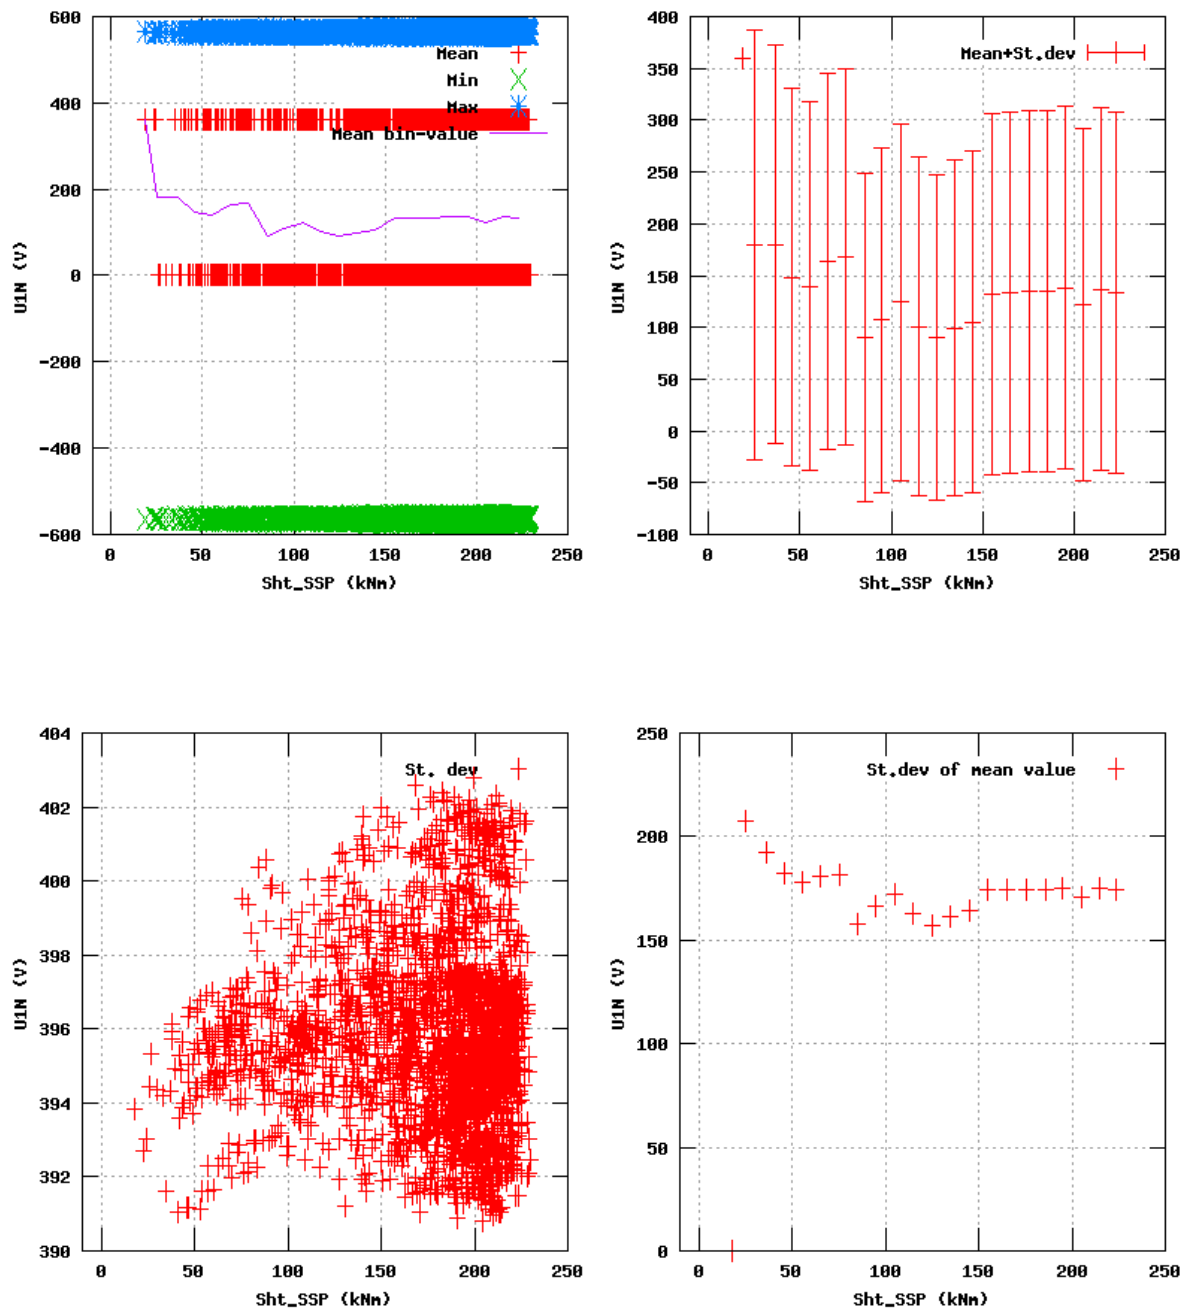 600
400
200
0
-200
-400
-600
U1N (V)
Mean
Min
Max
Mean bin-value
0 50 100 150 200 250
Sht_SSP (kNm)
400
350
300
250
200
150
100
50
0
-50
-100
U1N (V)
Mean+St.dev
0 50 100 150 200 250
Sht_SSP (kNm)
404
402
400
398
396
394
392
390
U1N (V)
St. dev
0 50 100 150 200 250
Sht_SSP (kNm)
250
200
150
100
50
0
U1N (V)
St.dev of mean value
0 50 100 150 200 250
Sht_SSP (kNm)